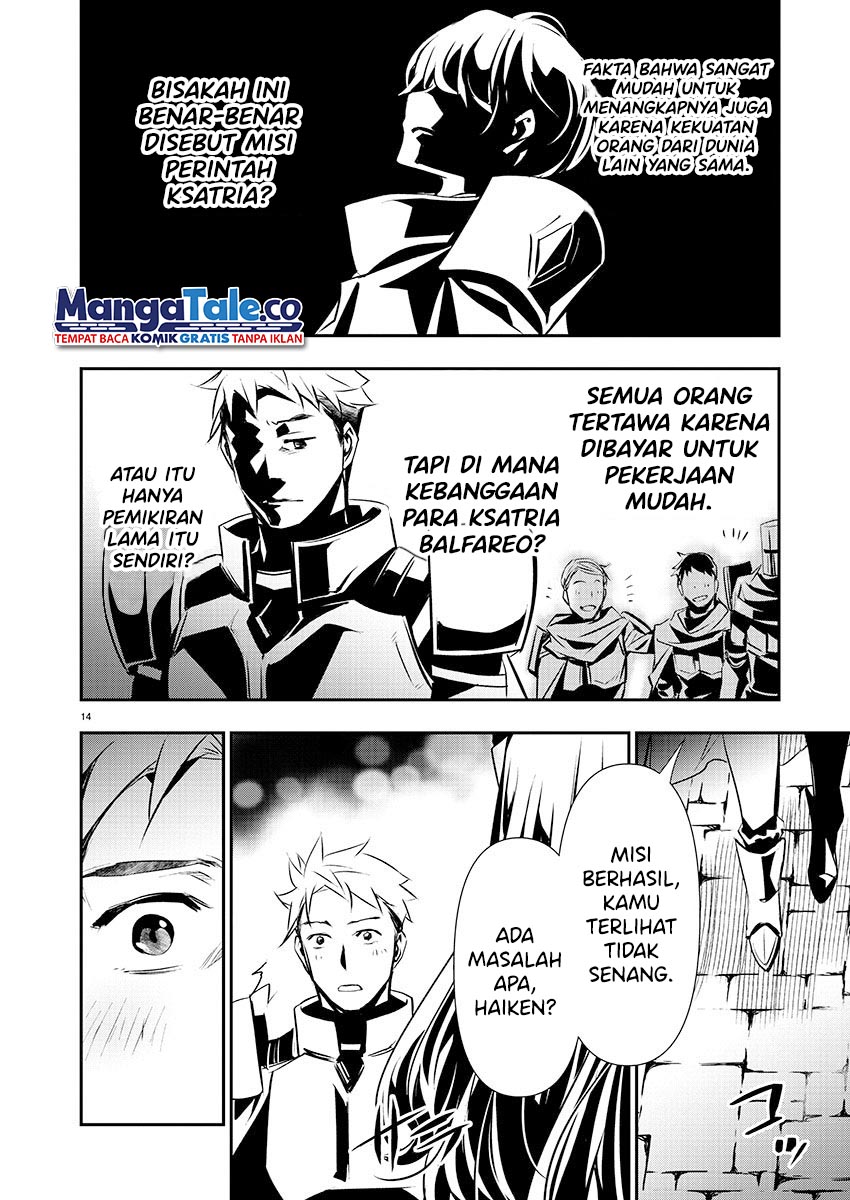 FAKTA BAHWA SANGAT
MUDAH UNTUK
MENANGKAPNYA JUGA
KARENA KEKUATAN
ORANG DARI DUNIA
LAIN YANG SAMA.
BISAKAH INI
BENAR-BENAR
DISEBUT MISI
PERINTAH
KSATRIA?
MangaTale.co
TEMPAT BACA KOMIK GRATIS TANPA IKLAN
SEMUA ORANG
TERTAWA KARENA
DIBAYAR UNTUK
PEKERJAAN
MUDAH.
TAPI DI MANA
KEBANGGAAN
PARA KSATRIA
BALFAREO?
ATAU ITU
HANYA
PEMIKIRAN
LAMA ITU
SENDIRI?
14
MISI
BERHASIL,
KAMU
TERLIHAT
TIDAK
SENANG.
ADA
MASALAH
APA,
HAIKEN?
コッ